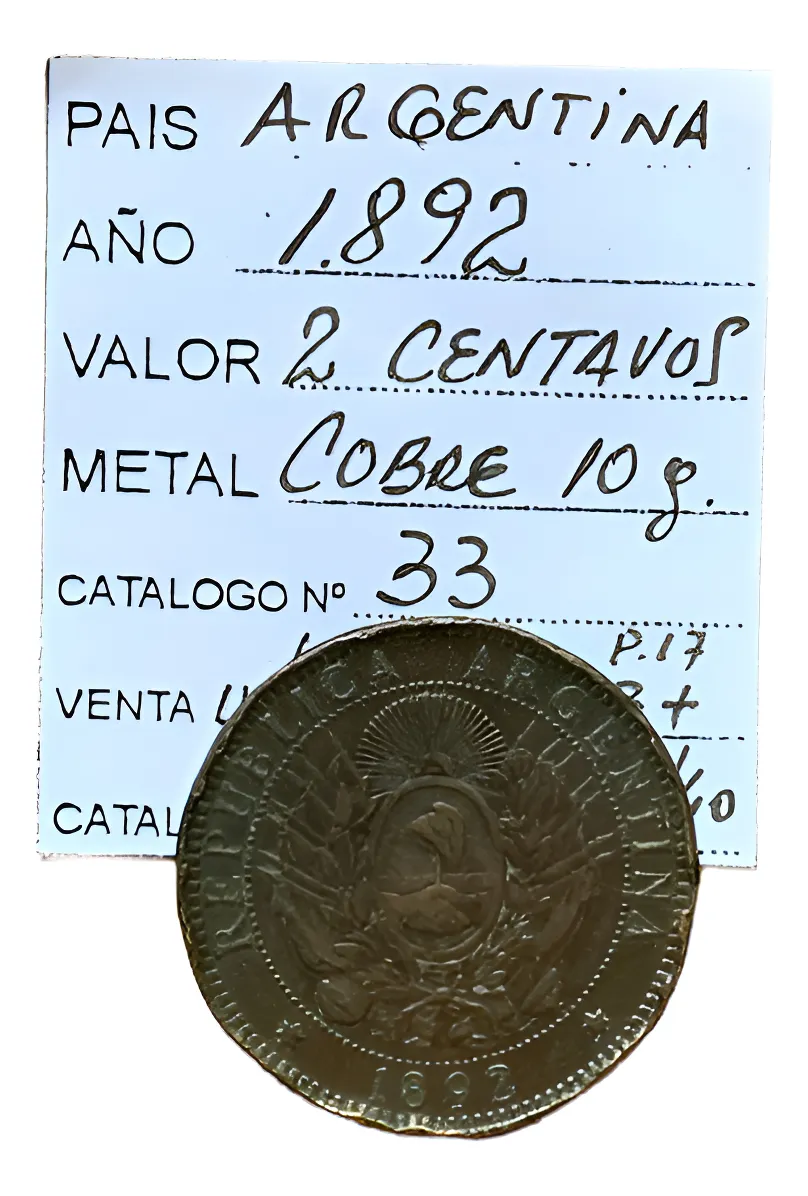 PAIS ARGENTINA
AÑO 1.892
VALOR 2 CENTAVOS
METAL COBRE 10 g.
CATALOGO Nº 33
P.17
VENTA
REPUBLICA ARGENTINA
1892